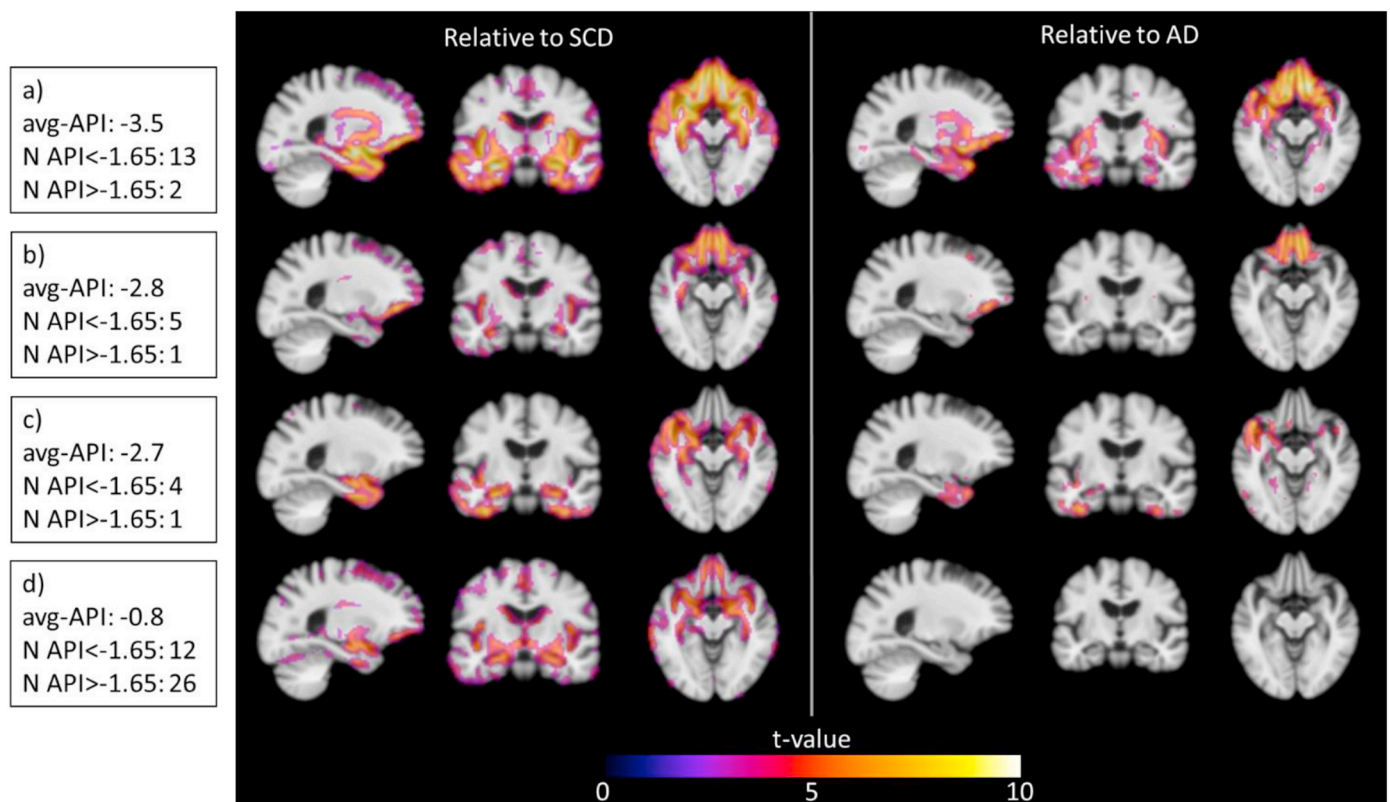 Relative to SCD
Relative to AD
a)
avg-API: -3.5
N API<-1.65: 13
N API>-1.65: 2
b)
avg-API: -2.8
N API<-1.65: 5
N API>-1.65: 1
c)
avg-API: -2.7
N API<-1.65: 4
N API>-1.65: 1
d)
avg-API: -0.8
N API<-1.65: 12
N API>-1.65: 26
t-value
0 5 10